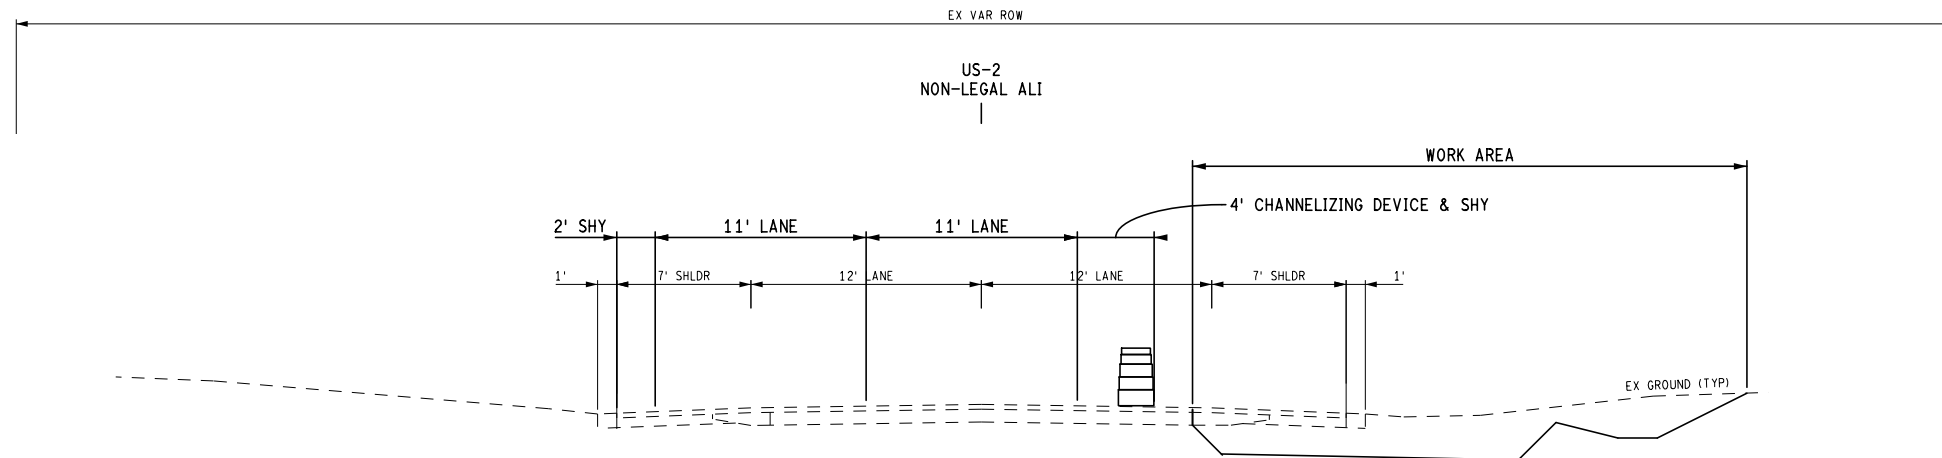 EX VAR ROW
US-2
NON-LEGAL ALI
WORK AREA
4' CHANNELIZING DEVICE & SHY
2' SHY
11' LANE
11' LANE
1'
7' SHLDR
12' LANE
12' LANE
7' SHLDR
1'
EX GROUND (TYP)